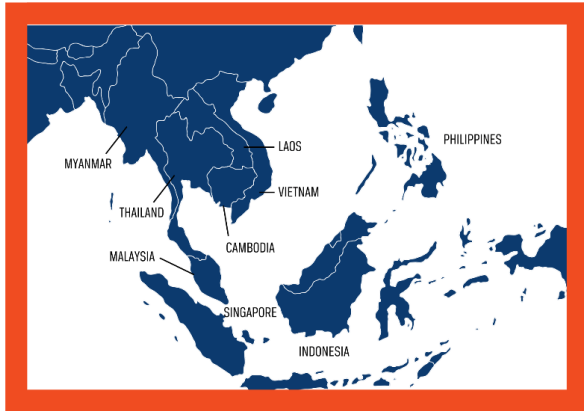 PHILIPPINES
LAOS
MYANMAR
VIETNAM
THAILAND
CAMBODIA
MALAYSIA
SINGAPORE
INDONESIA